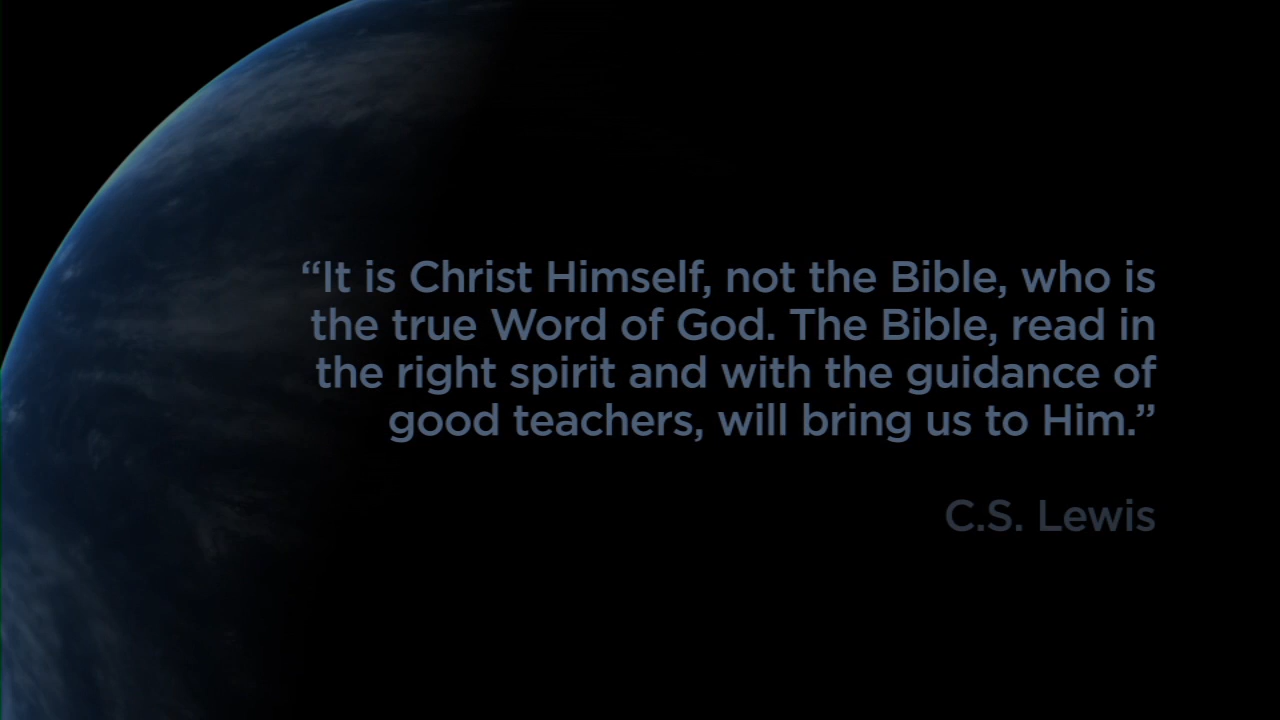 “It is Christ Himself, not the Bible, who is
the true Word of God. The Bible, read in
the right spirit and with the guidance of
good teachers, will bring us to Him.”
C.S. Lewis